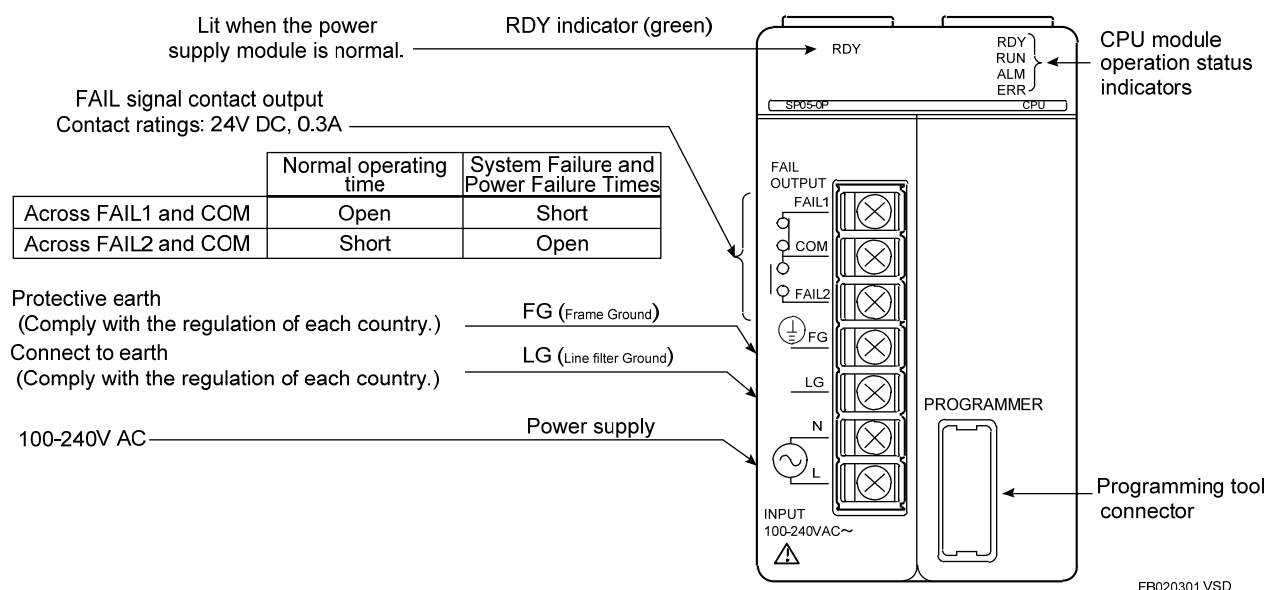 Lit when the power
supply module is normal.
RDY indicator (green)
RDY
RDY
RUN
ALM
ERR
CPU module
operation status
indicators
SP05-0P
CPU
FAIL signal contact output
Contact ratings: 24V DC, 0.3A
Normal operating
time
System Failure and
Power Failure Times
Across FAIL1 and COM
Open
Short
Across FAIL2 and COM
Short
Open
FAIL
OUTPUT
FAIL1
COM
FAIL2
FG
LG
N
L
INPUT
100-240VAC～
Protective earth
(Comply with the regulation of each country.)
FG (Frame Ground)
Connect to earth
(Comply with the regulation of each country.)
LG (Line filter Ground)
100-240V AC
Power supply
PROGRAMMER
Programming tool
connector
FB020301.VSD